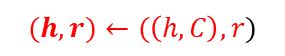 (h, r) ← ((h, C), r)